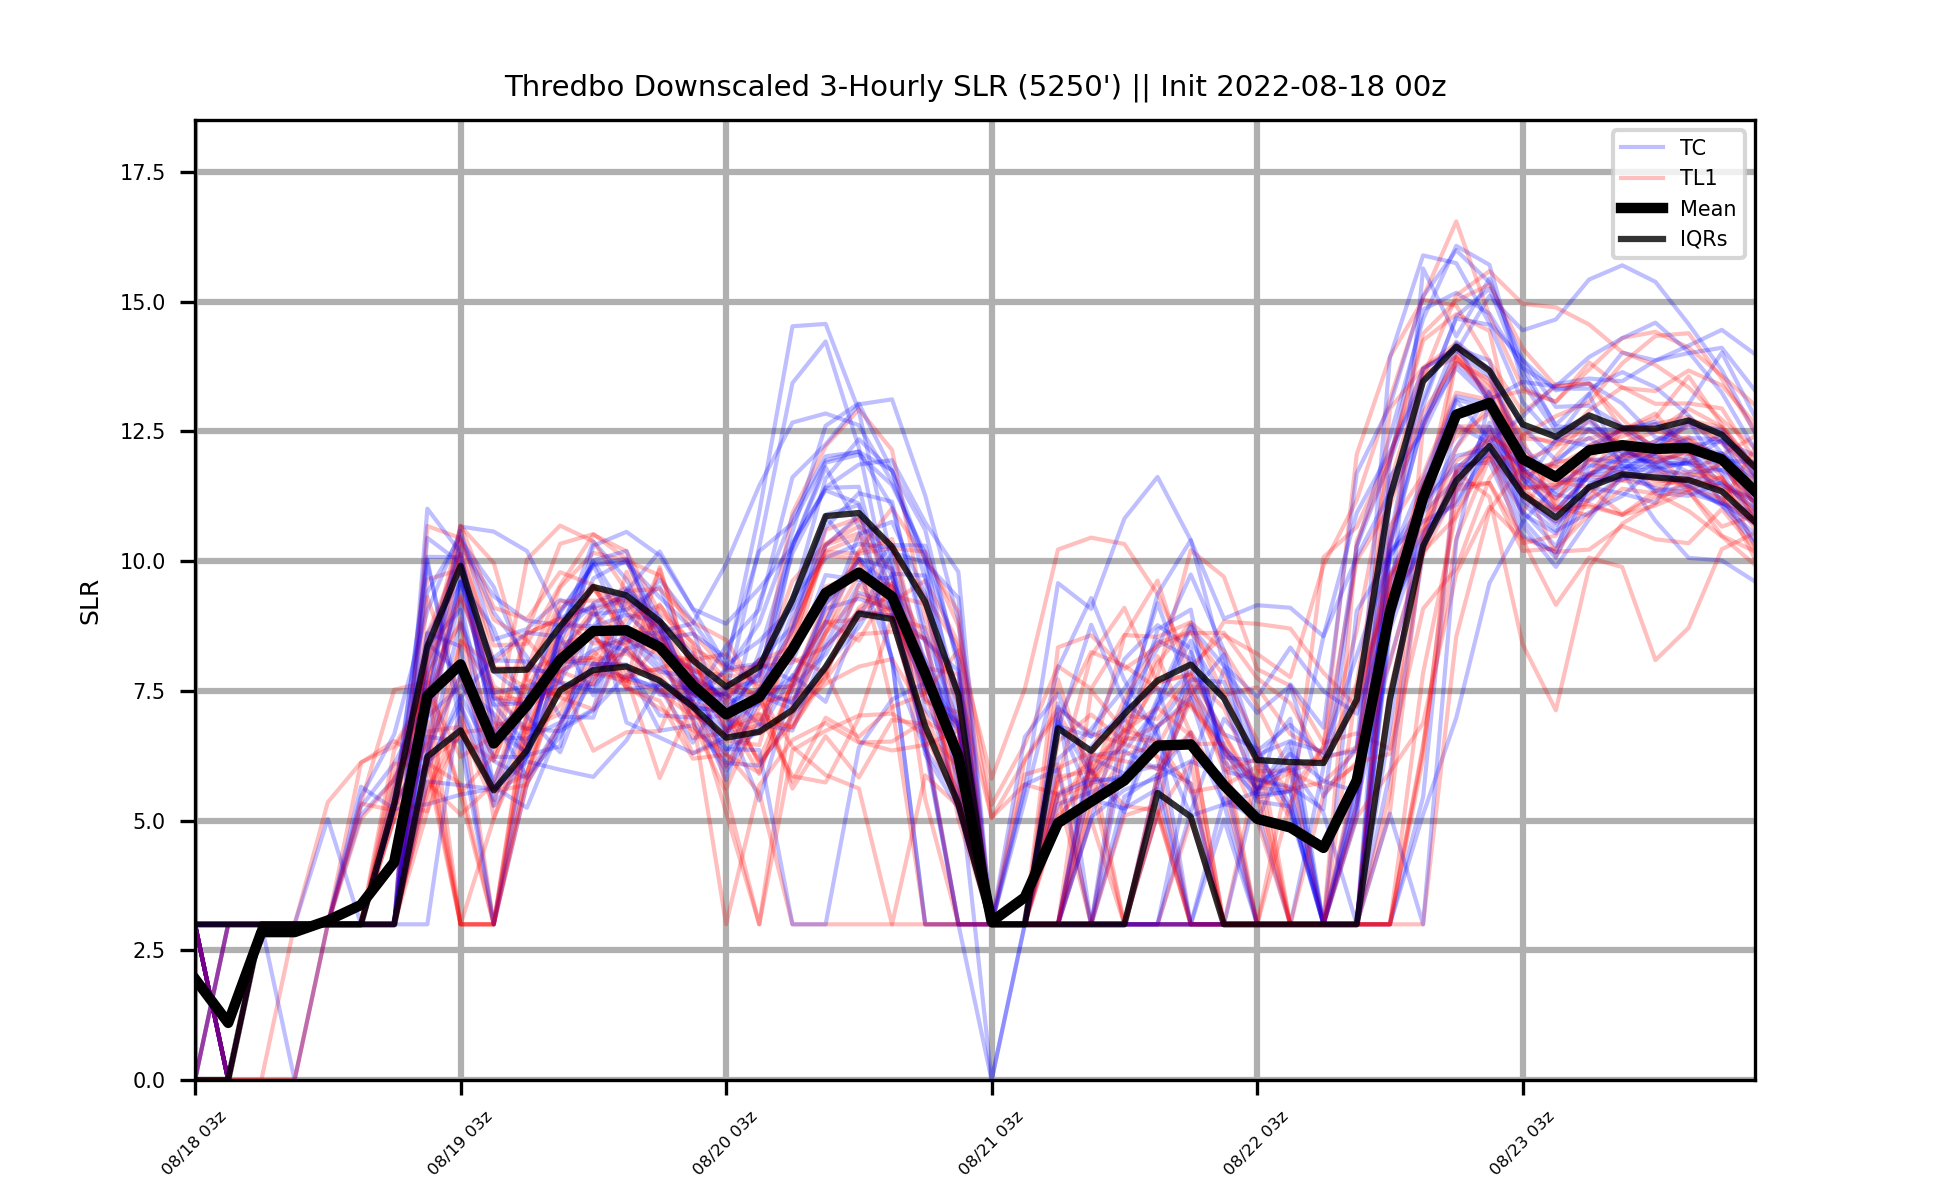 Thredbo Downscaled 3-Hourly SLR (5250') || Init 2022-08-18 00z
TC
TL1
Mean
IQRs
SLR
17.5
15.0
12.5
10.0
7.5
5.0
2.5
0.0
08/18 03z
08/19 03z
08/20 03z
08/21 03z
08/22 03z
08/23 03z